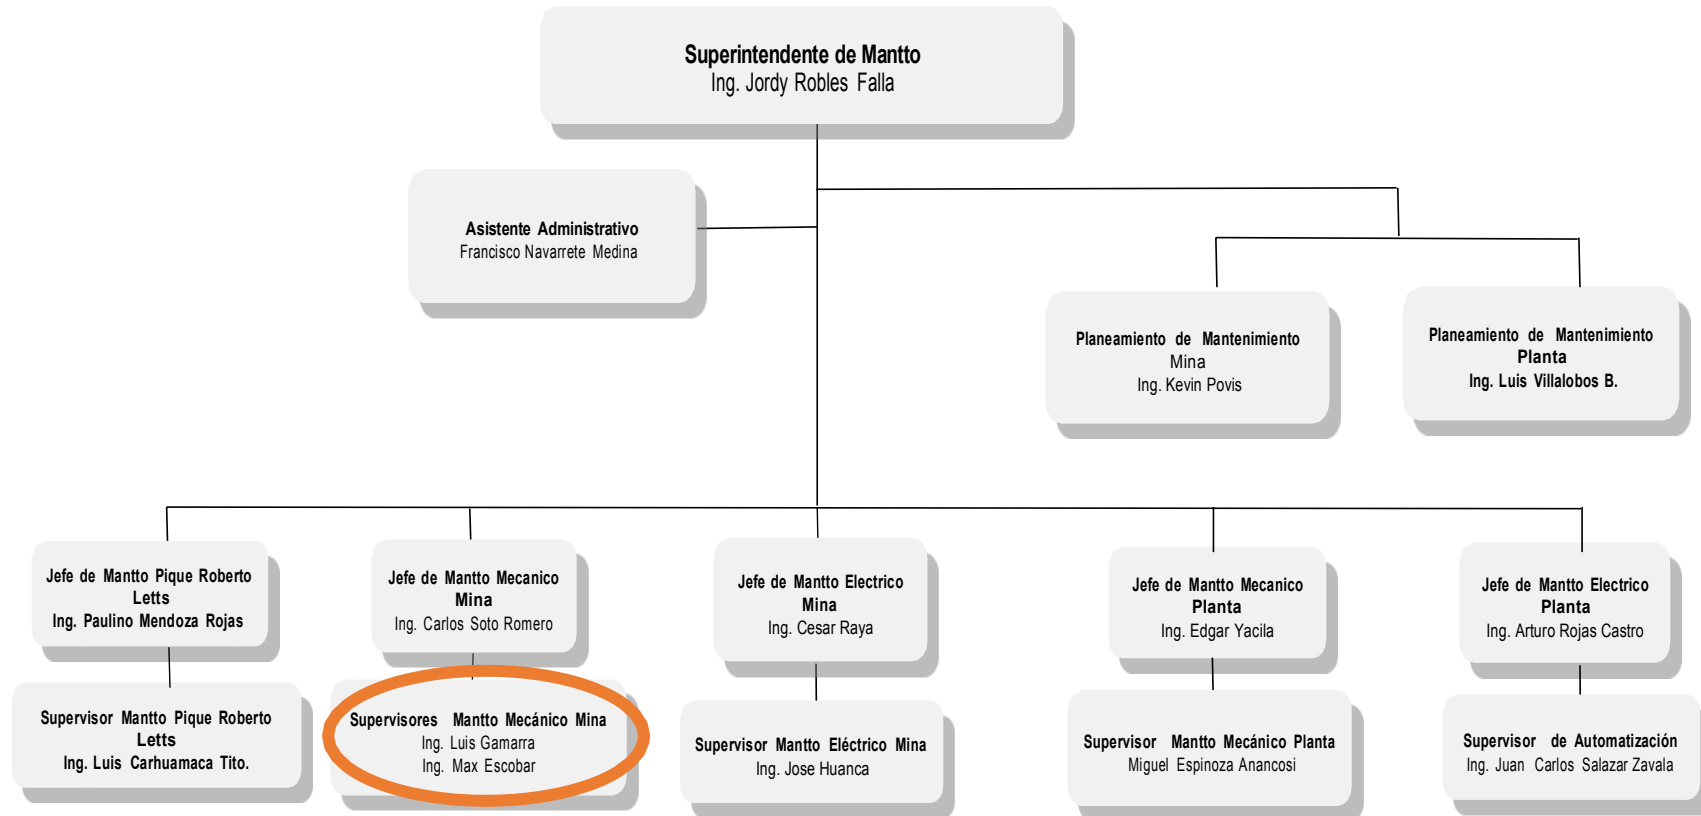 Superintendente de Mantto
Ing. Jordy Robles Falla
Asistente Administrativo
Francisco Navarrete Medina
Planeamiento de Mantenimiento
Mina
Ing. Kevin Povis
Planeamiento de Mantenimiento
Planta
Ing. Luis Villalobos B.
Jefe de Mantto Pique Roberto
Letts
Ing. Paulino Mendoza Rojas
Jefe de Mantto Mecanico
Mina
Ing. Carlos Soto Romero
Jefe de Mantto Electrico
Mina
Ing. Cesar Raya
Jefe de Mantto Mecanico
Planta
Ing. Edgar Yacila
Jefe de Mantto Electrico
Planta
Ing. Arturo Rojas Castro
Supervisor Mantto Pique Roberto
Letts
Ing. Luis Carhuamaca Tito.
Supervisores Mantto Mecánico Mina
Ing. Luis Gamarra
Ing. Max Escobar
Supervisor Mantto Eléctrico Mina
Ing. Jose Huanca
Supervisor Mantto Mecánico Planta
Miguel Espinoza Anancosi
Supervisor de Automatización
Ing. Juan Carlos Salazar Zavala